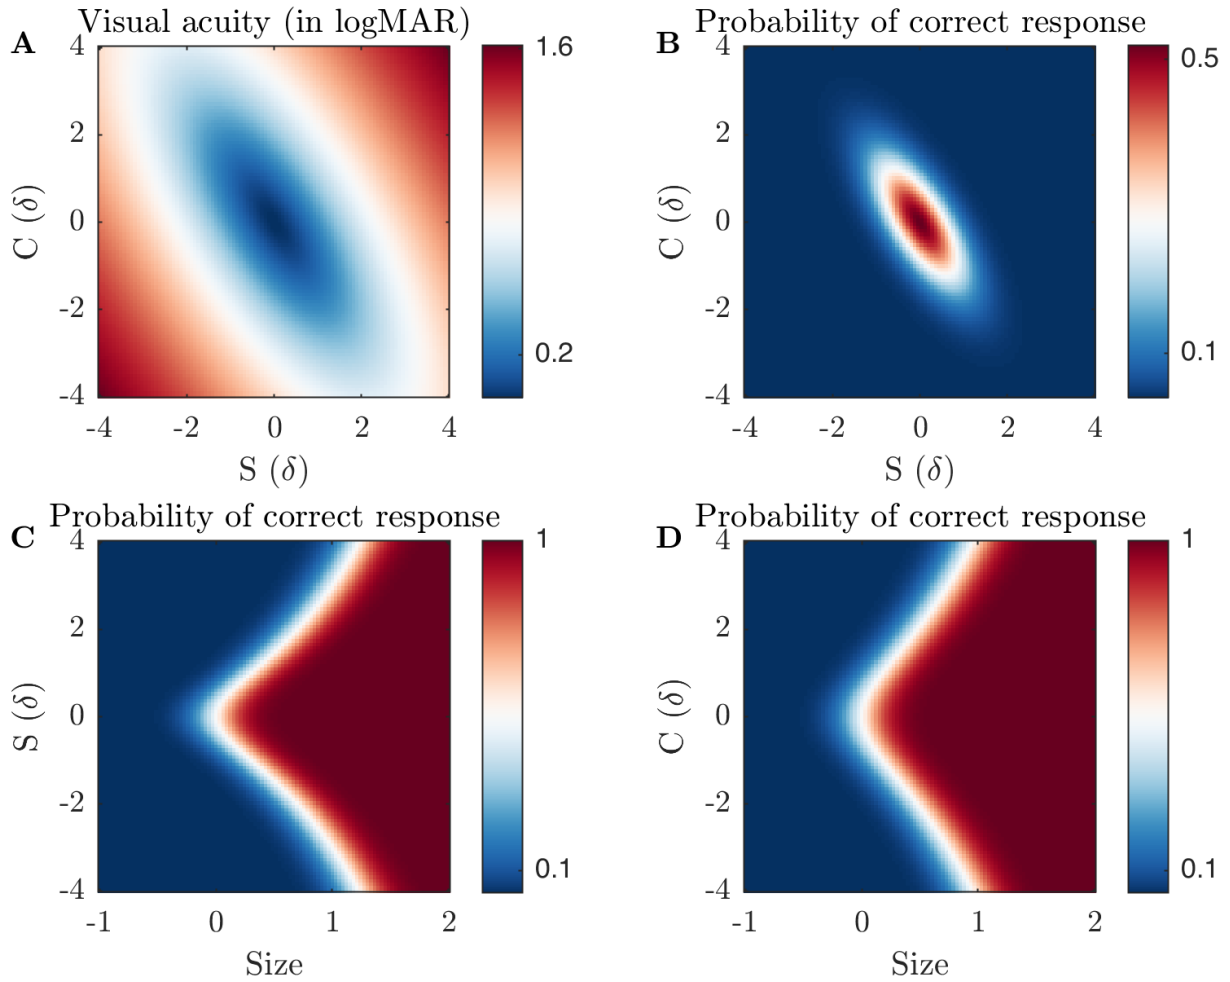 Visual acuity (in logMAR)
A
4
2
0
-2
-4
C (δ)
-4 -2 0 2 4
S (δ)
1.6
0.2
Probability of correct response
B
4
2
0
-2
-4
C (δ)
-4 -2 0 2 4
S (δ)
0.5
0.1
Probability of correct response
C
4
2
0
-2
-4
S (δ)
-1 0 1 2
Size
1
0.1
Probability of correct response
D
4
2
0
-2
-4
C (δ)
-1 0 1 2
Size
1
0.1